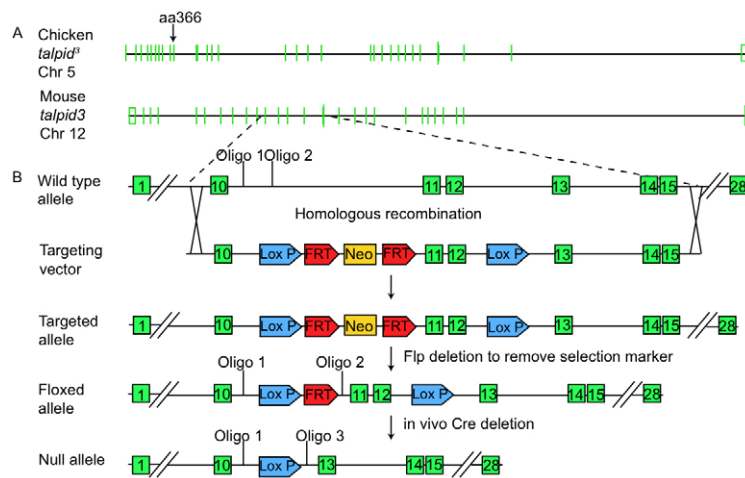 A
Chicken
talpid³
Chr 5
aa366
Mouse
talpid3
Chr 12
B
Oligo 1 Oligo 2
Wild type
allele
1 10 11 12 13 14 15 28
Homologous recombination
Targeting
vector
10 Lox P FRT Neo FRT 11 12 Lox P 13 14 15
Targeted
allele
1 10 Lox P FRT Neo FRT 11 12 Lox P 13 14 15 28
Flp deletion to remove selection marker
Oligo 1 Oligo 2
Floxed
allele
1 10 Lox P FRT 11 12 Lox P 13 14 15 28
in vivo Cre deletion
Oligo 1 Oligo 3
Null allele
1 10 Lox P 13 14 15 28